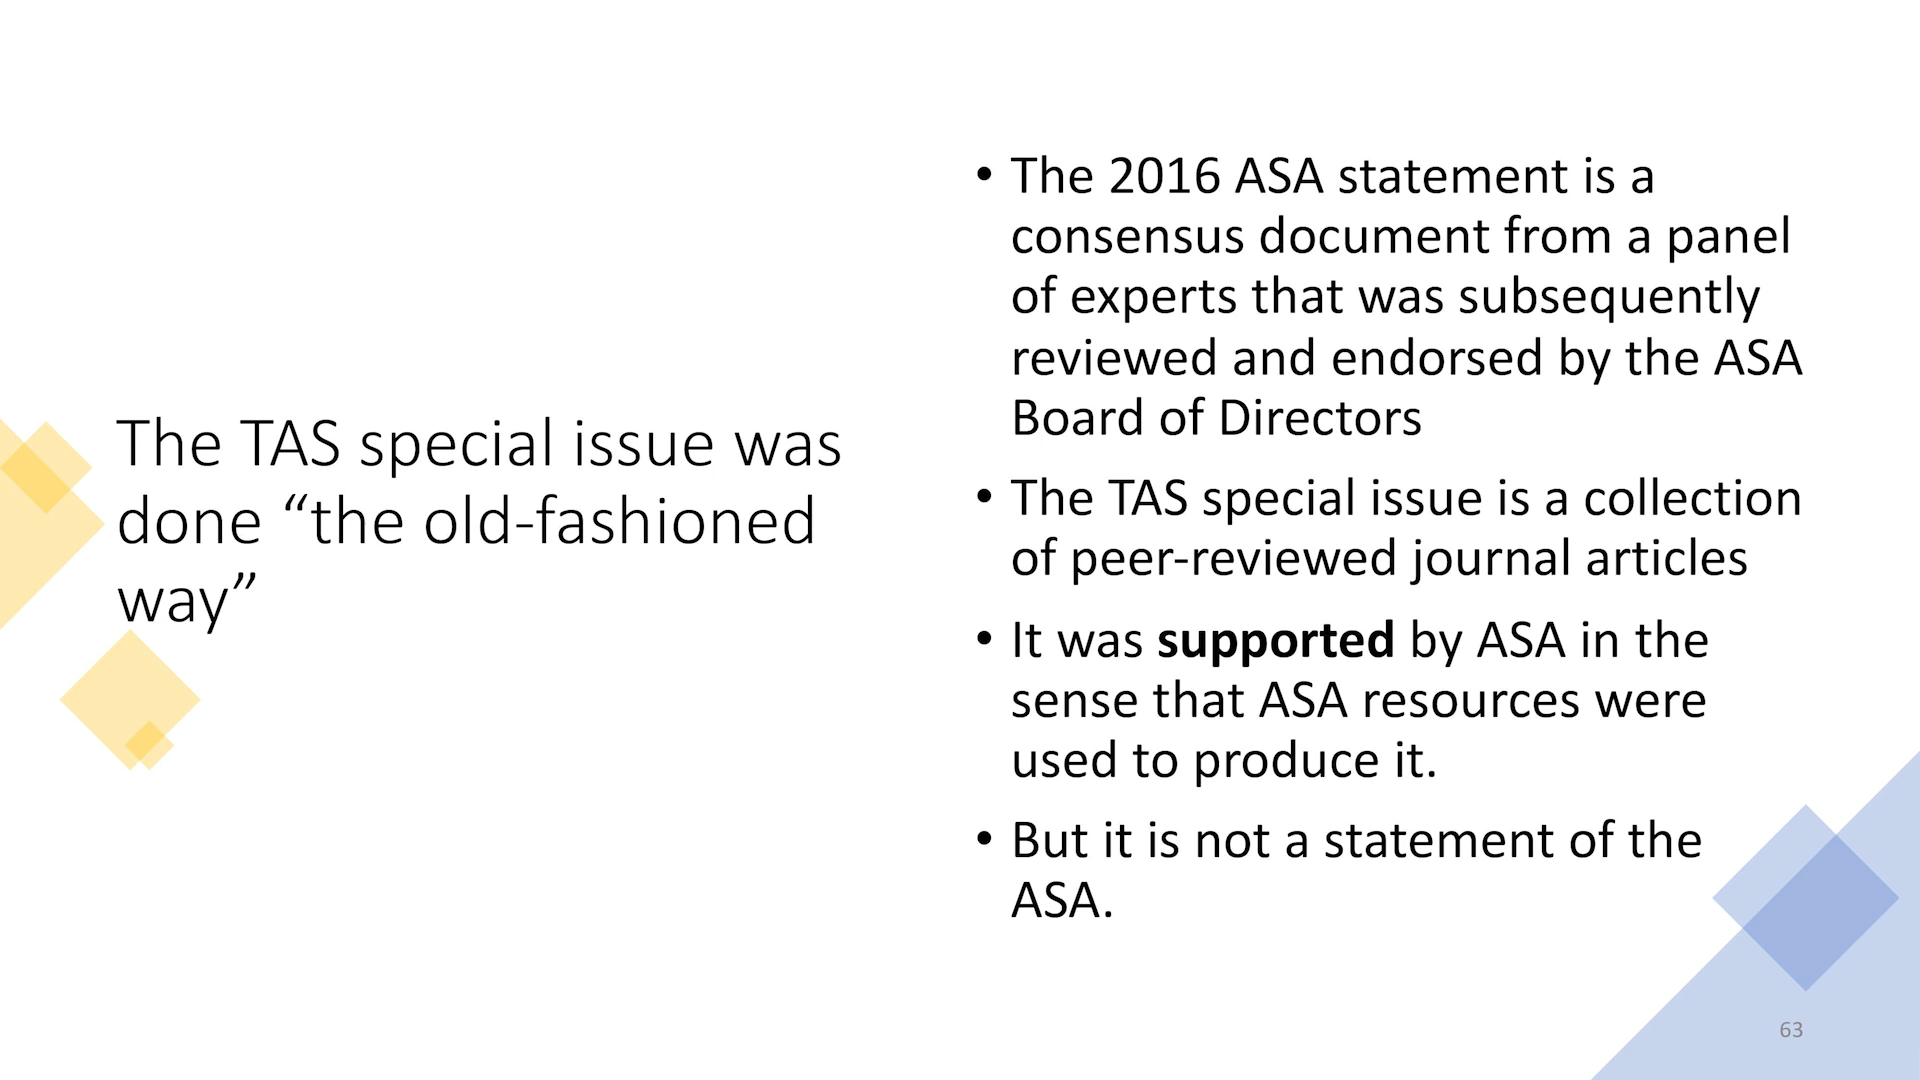 The TAS special issue was
done “the old-fashioned
way”
• The 2016 ASA statement is a
consensus document from a panel
of experts that was subsequently
reviewed and endorsed by the ASA
Board of Directors
• The TAS special issue is a collection
of peer-reviewed journal articles
• It was supported by ASA in the
sense that ASA resources were
used to produce it.
• But it is not a statement of the
ASA.
63